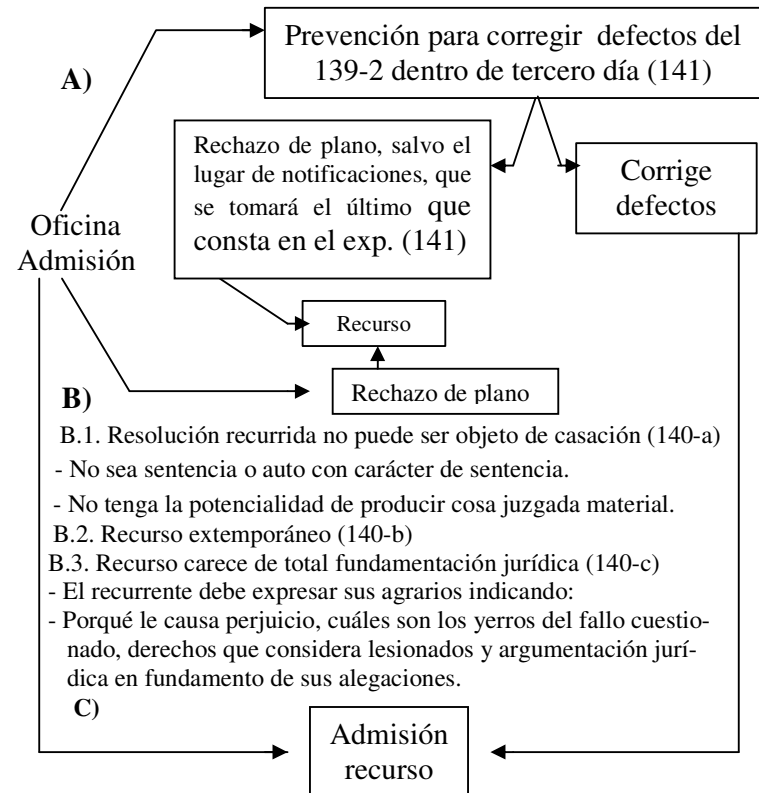 Prevención para corregir defectos del
139-2 dentro de tercero día (141)
A)
Rechazo de plano, salvo el
lugar de notificaciones, que
se tomará el último que
consta en el exp. (141)
Corrige
defectos
Oficina
Admisión
Recurso
Rechazo de plano
B)
B.1. Resolución recurrida no puede ser objeto de casación (140-a)
- No sea sentencia o auto con carácter de sentencia.
- No tenga la potencialidad de producir cosa juzgada material.
B.2. Recurso extemporáneo (140-b)
B.3. Recurso carece de total fundamentación jurídica (140-c)
- El recurrente debe expresar sus agrarios indicando:
- Porqué le causa perjuicio, cuáles son los yerros del fallo cuestio-
nado, derechos que considera lesionados y argumentación jurí-
dica en fundamento de sus alegaciones.
C)
Admisión
recurso